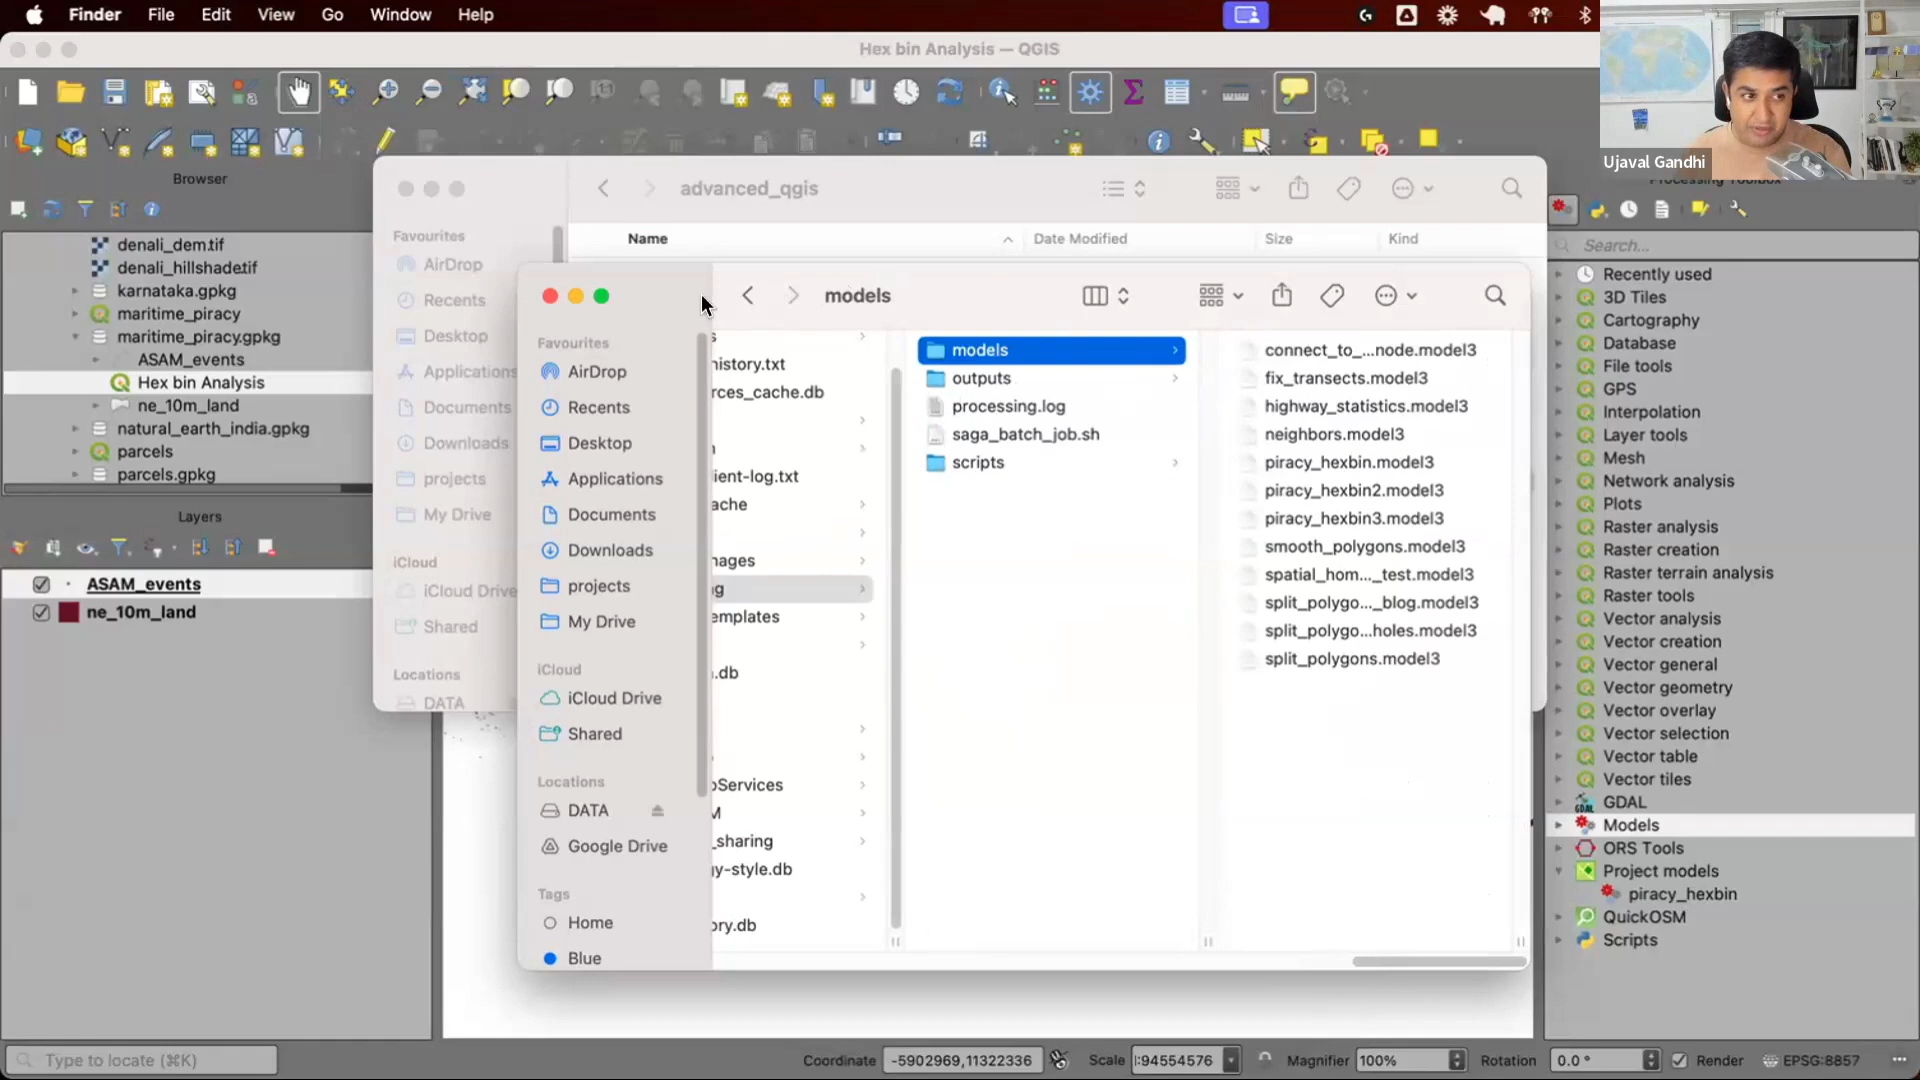 Finder File Edit View Go Window Help
Hex bin Analysis — QGIS
Ujaval Gandhi
Browser
denali_dem.tif
denali_hillshade.tif
karnataka.gpkg
maritime_piracy
maritime_piracy.gpkg
ASAM_events
Hex bin Analysis
ne_10m_land
natural_earth_india.gpkg
parcels
parcels.gpkg
Layers
ASAM_events
ne_10m_land
advanced_qgis
Name Date Modified Size Kind
Favourites
AirDrop
Recents
Desktop
Applications
Documents
Downloads
projects
My Drive
iCloud
iCloud Drive
Shared
Locations
DATA
models
Favourites
AirDrop
Recents
Desktop
Applications
Documents
Downloads
projects
My Drive
iCloud
iCloud Drive
Shared
Locations
DATA
Google Drive
Tags
Home
Blue
s
history.txt
rces_cache.db
ient-log.txt
ache
nages
g
emplates
.db
oServices
M
_sharing
gy-style.db
ory.db
models
outputs
processing.log
saga_batch_job.sh
scripts
connect_to_...node.model3
fix_transects.model3
highway_statistics.model3
neighbors.model3
piracy_hexbin.model3
piracy_hexbin2.model3
piracy_hexbin3.model3
smooth_polygons.model3
spatial_hom..._test.model3
split_polygo..._blog.model3
split_polygo...holes.model3
split_polygons.model3
Processing Toolbox
Search...
Recently used
3D Tiles
Cartography
Database
File tools
GPS
Interpolation
Layer tools
Mesh
Network analysis
Plots
Raster analysis
Raster creation
Raster terrain analysis
Raster tools
Vector analysis
Vector creation
Vector general
Vector geometry
Vector overlay
Vector selection
Vector table
Vector tiles
GDAL
Models
ORS Tools
Project models
piracy_hexbin
QuickOSM
Scripts
Type to locate (⌘K)
Coordinate -5902969,11322336 Scale 1:94554576 Magnifier 100% Rotation 0.0 ° Render EPSG:8857